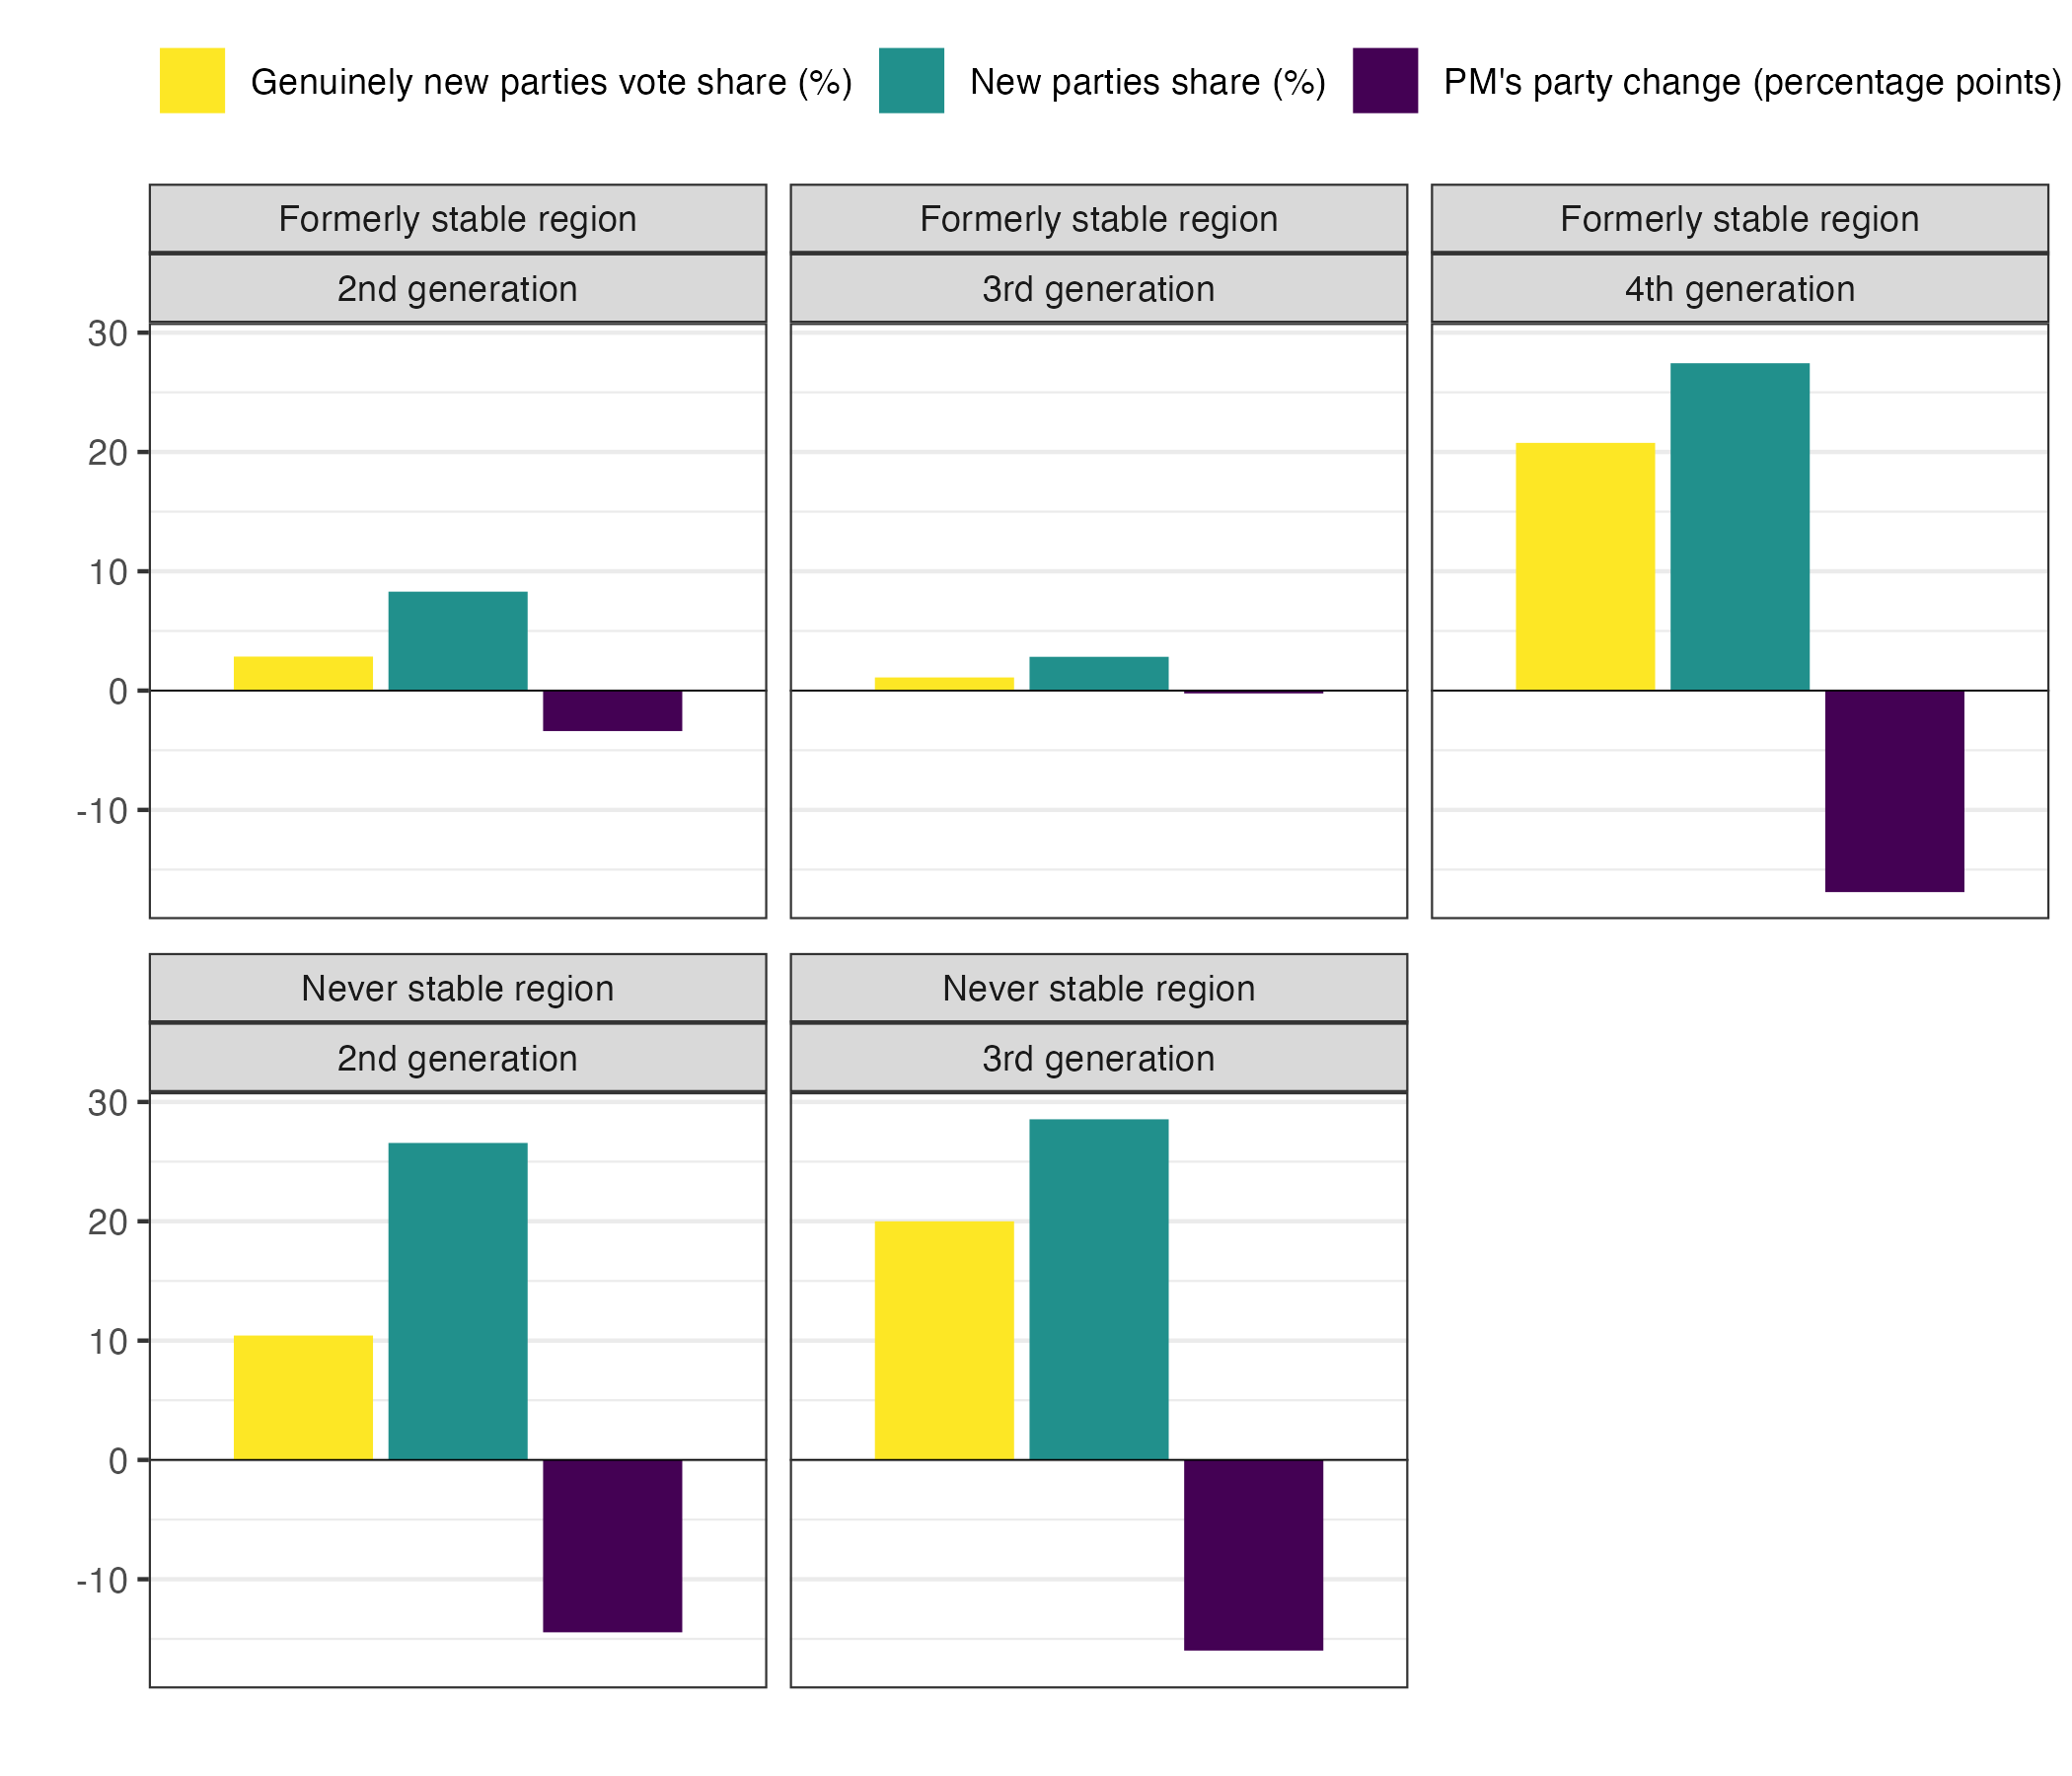 Genuinely new parties vote share (%) New parties share (%) PM's party change (percentage points)
Formerly stable region Formerly stable region Formerly stable region
2nd generation 3rd generation 4th generation
30
20
10
0
-10
Never stable region Never stable region
2nd generation 3rd generation
30
20
10
0
-10